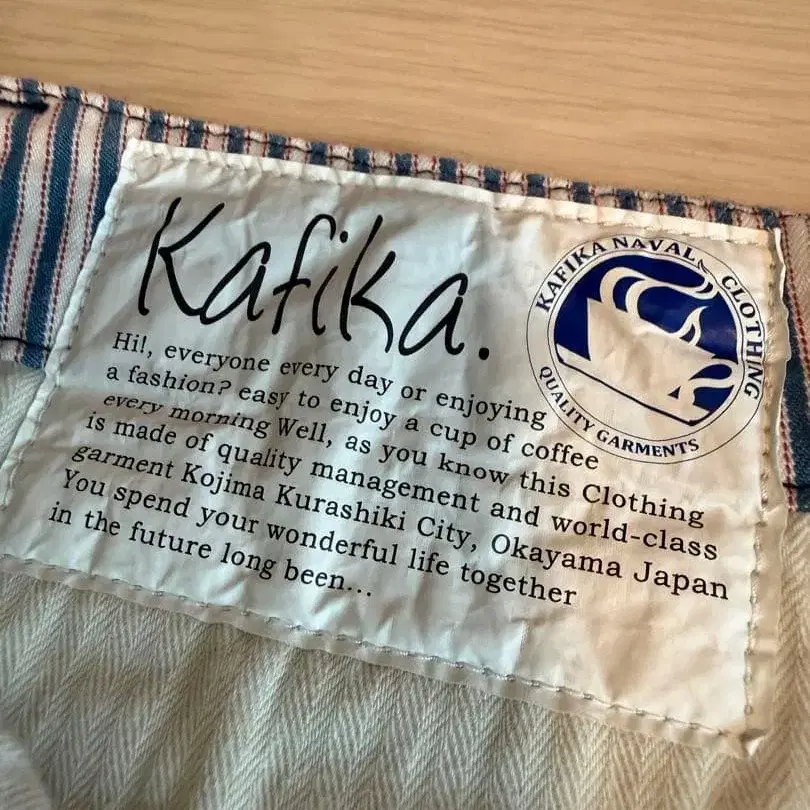 Kafika.
KAFIKA NAVAL CLOTHING
QUALITY GARMENTS
Hi!, everyone every day or enjoying
a fashion? easy to enjoy a cup of coffee
every morning Well, as you know this Clothing
is made of quality management and world-class
garment Kojima Kurashiki City, Okayama Japan
You spend your wonderful life together
in the future long been...